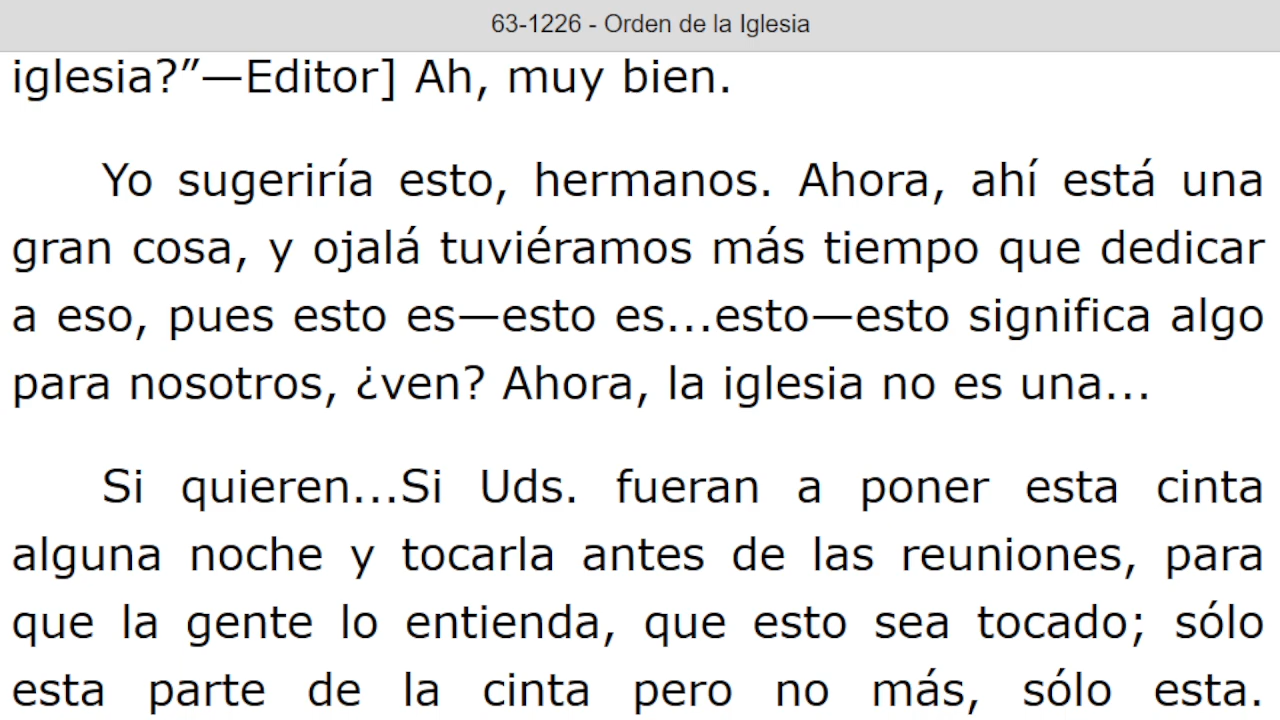 63-1226 - Orden de la Iglesia
iglesia?”—Editor] Ah, muy bien.
Yo sugeriría esto, hermanos. Ahora, ahí está una
gran cosa, y ojalá tuviéramos más tiempo que dedicar
a eso, pues esto es—esto es…esto—esto significa algo
para nosotros, ¿ven? Ahora, la iglesia no es una…
Si quieren…Si Uds. fueran a poner esta cinta
alguna noche y tocarla antes de las reuniones, para
que la gente lo entienda, que esto sea tocado; sólo
esta parte de la cinta pero no más, sólo esta.